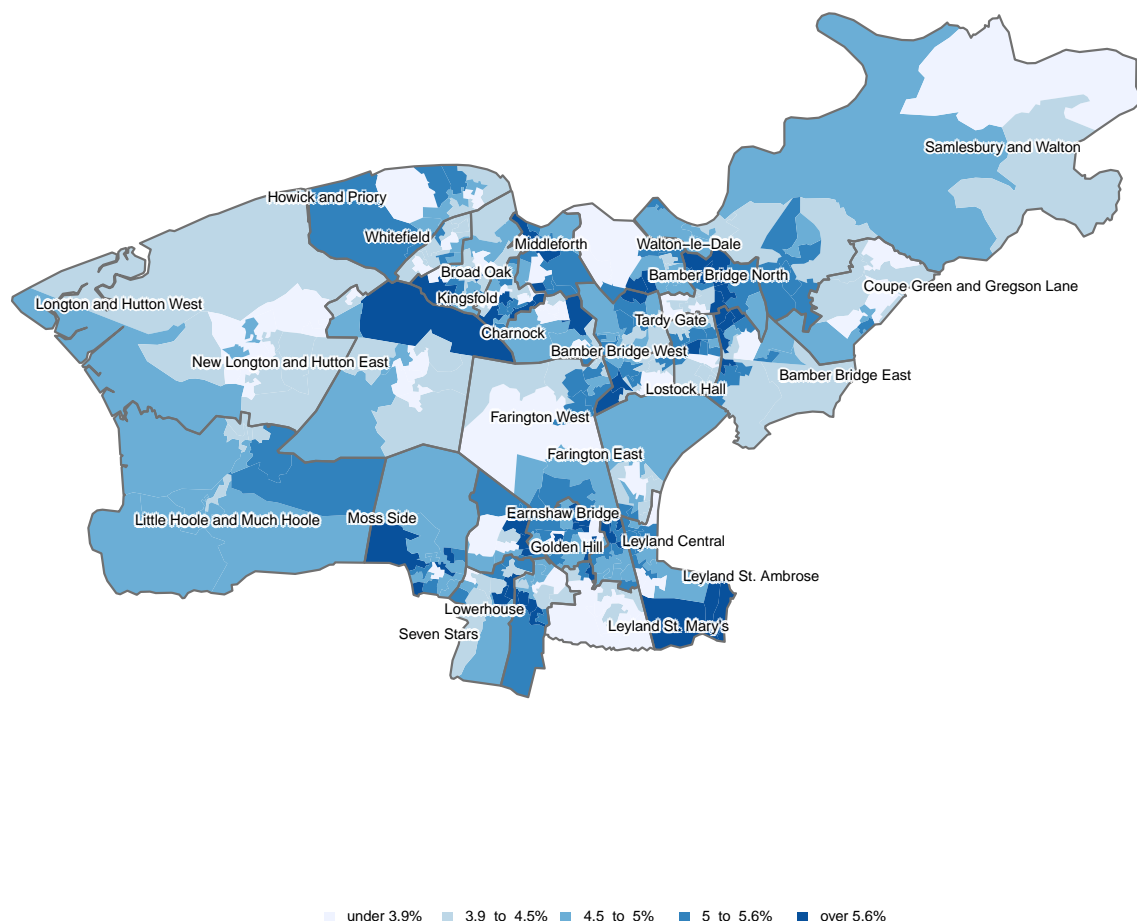 Samlesbury and Walton
Howick and Priory
Whitefield
Middleforth
Walton-le-Dale
Broad Oak
Bamber Bridge North
Coupe Green and Gregson Lane
Kingsfold
Longton and Hutton West
Tardy Gate
Charnock
Bamber Bridge West
New Longton and Hutton East
Bamber Bridge East
Lostock Hall
Farington West
Farington East
Earnshaw Bridge
Little Hoole and Much Hoole
Moss Side
Leyland Central
Golden Hill
Leyland St. Ambrose
Lowerhouse
Leyland St. Mary's
Seven Stars
under 3.9% 3.9 to 4.5% 4.5 to 5% 5 to 5.6% over 5.6%